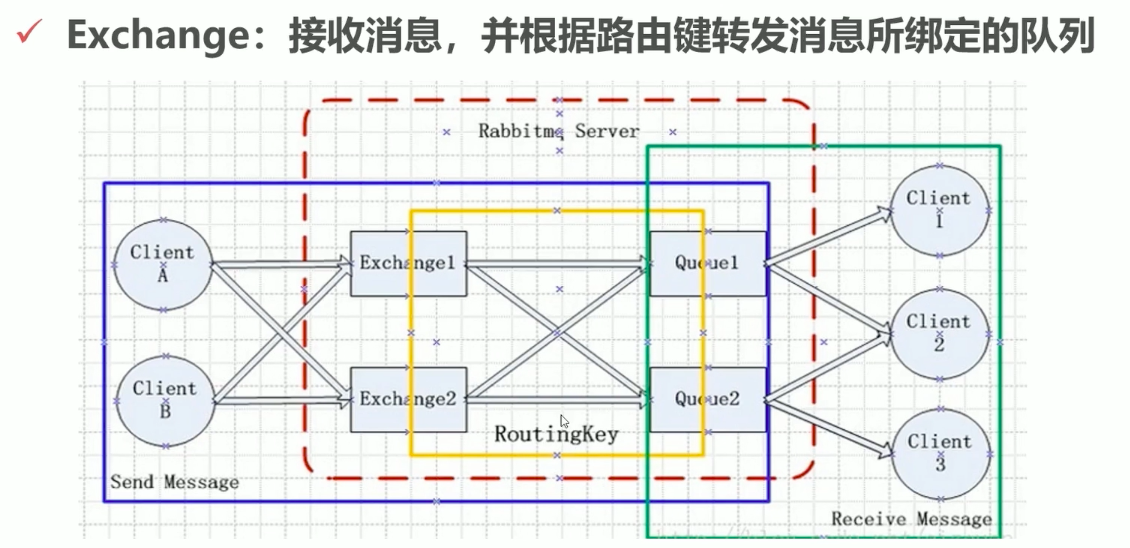 ✓ Exchange：接收消息，并根据路由键转发消息所绑定的队列
Rabbitmq Server
Client
A
Client
B
Exchange1
Exchange2
Queue1
Queue2
RoutingKey
Client
1
Client
2
Client
3
Send Message
Receive Message